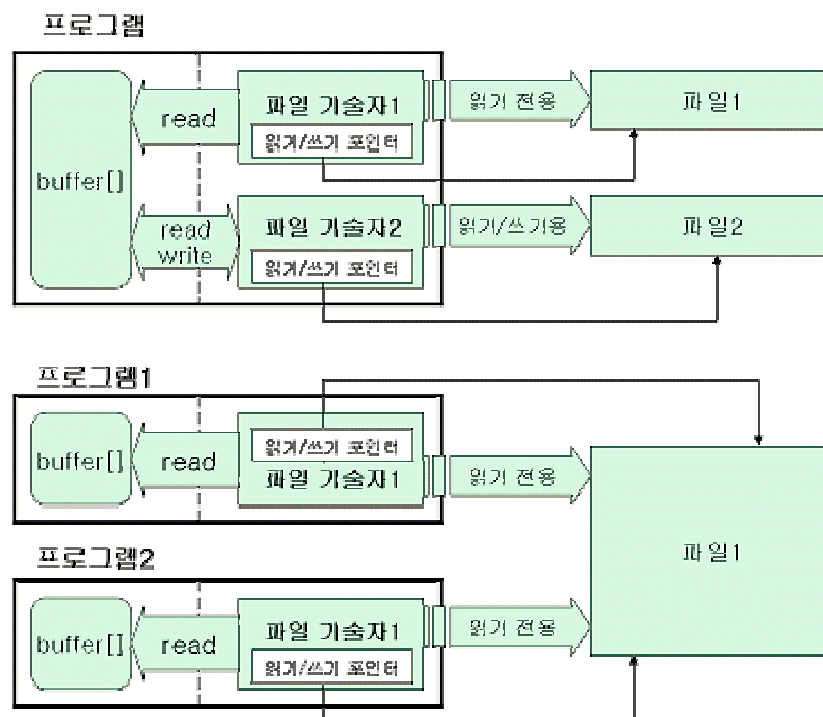 프로그램
buffer[]
read
파일 기술자1
읽기/쓰기 포인터
읽기 전용
파일1
read
write
파일 기술자2
읽기/쓰기 포인터
읽기/쓰기용
파일2
프로그램1
buffer[]
read
읽기/쓰기 포인터
파일 기술자1
읽기 전용
파일1
프로그램2
buffer[]
read
파일 기술자1
읽기/쓰기 포인터
읽기 전용